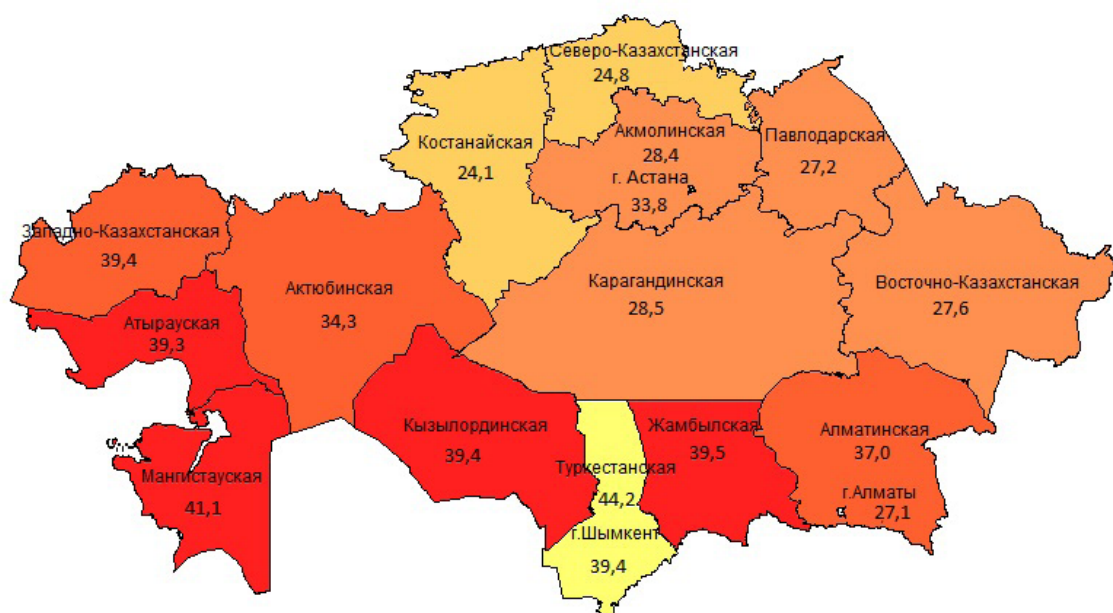 Северо-Казахстанская
24,8
Костанайская
24,1
Акмолинская
28,4
г. Астана
33,8
Павлодарская
27,2
Западно-Казахстанская
39,4
Актюбинская
34,3
Карагандинская
28,5
Восточно-Казахстанская
27,6
Атырауская
39,3
Мангистауская
41,1
Кызылординская
39,4
Туркестанская
44,2
г.Шымкент
39,4
Жамбылская
39,5
Алматинская
37,0
г.Алматы
27,1